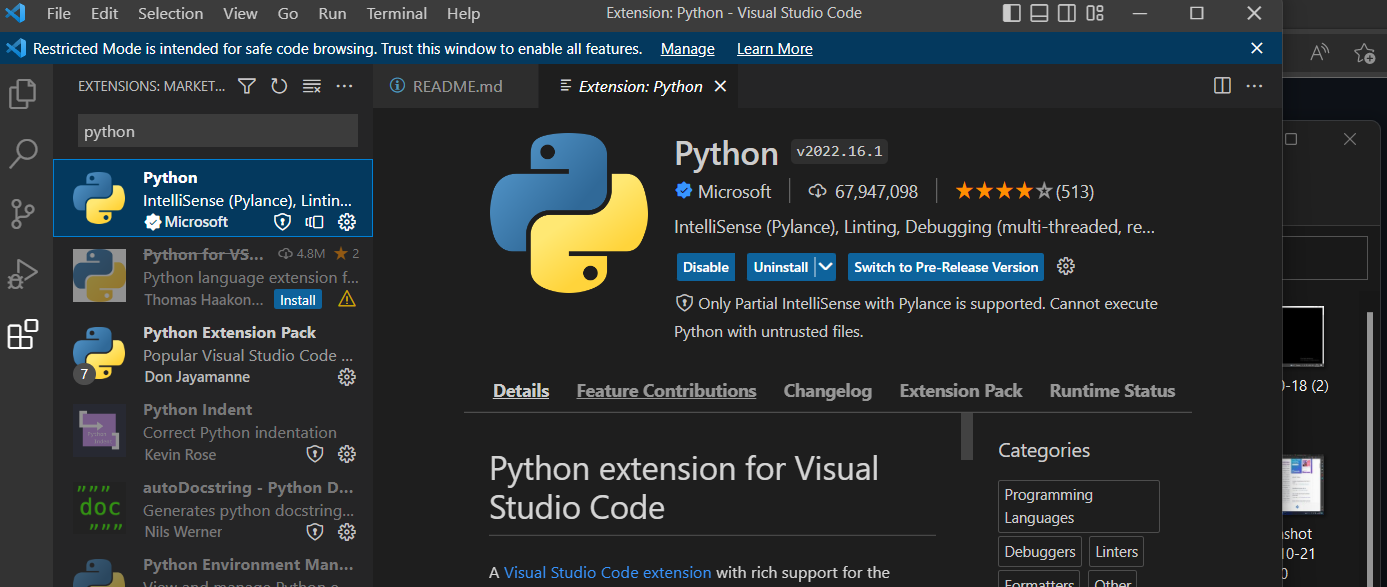 File Edit Selection View Go Run Terminal Help Extension: Python - Visual Studio Code
Restricted Mode is intended for safe code browsing. Trust this window to enable all features. Manage Learn More
EXTENSIONS: MARKET...
README.md
Extension: Python
python
Python
IntelliSense (Pylance), Lintin...
Microsoft
Python for VS... 4.8M 2
Python language extension f...
Thomas Haakon... Install
Python Extension Pack
Popular Visual Studio Code ...
7 Don Jayamanne
Python Indent
Correct Python indentation
Kevin Rose
autoDocstring - Python D...
Generates python docstring...
Nils Werner
""" doc """
Python Environment Man...
View and manage Python e...
Python v2022.16.1
Microsoft 67,947,098 (513)
IntelliSense (Pylance), Linting, Debugging (multi-threaded, re...
Disable Uninstall Switch to Pre-Release Version
Only Partial IntelliSense with Pylance is supported. Cannot execute
Python with untrusted files.
Details Feature Contributions Changelog Extension Pack Runtime Status
Python extension for Visual
Studio Code
A Visual Studio Code extension with rich support for the
Categories
Programming
Languages
Debuggers Linters
Formatters Other
0-18 (2)
nshot
10-21
0